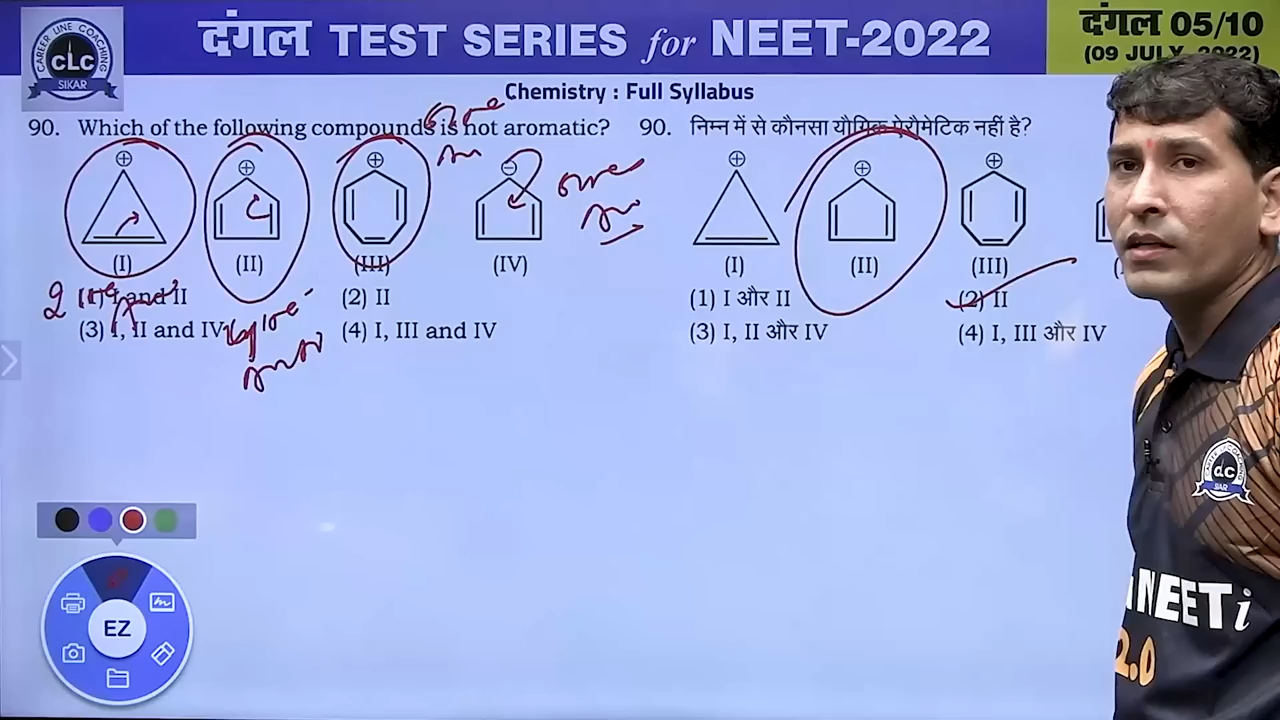 दंगल TEST SERIES for NEET-2022
दंगल 05/10
(09 JULY, 2022)
CAREER LINE COACHING
CLC
SIKAR
Chemistry : Full Syllabus
90. Which of the following compounds is not aromatic?
(I)
(II)
(III)
(IV)
(1) I and II
(2) II
(3) I, II and IV
(4) I, III and IV
90. निम्न में से कौनसा यौगिक ऐरोमेटिक नहीं है?
(I)
(II)
(III)
(1) I और II
(2) II
(3) I, II और IV
(4) I, III और IV
2
EZ
NEETi
2.0